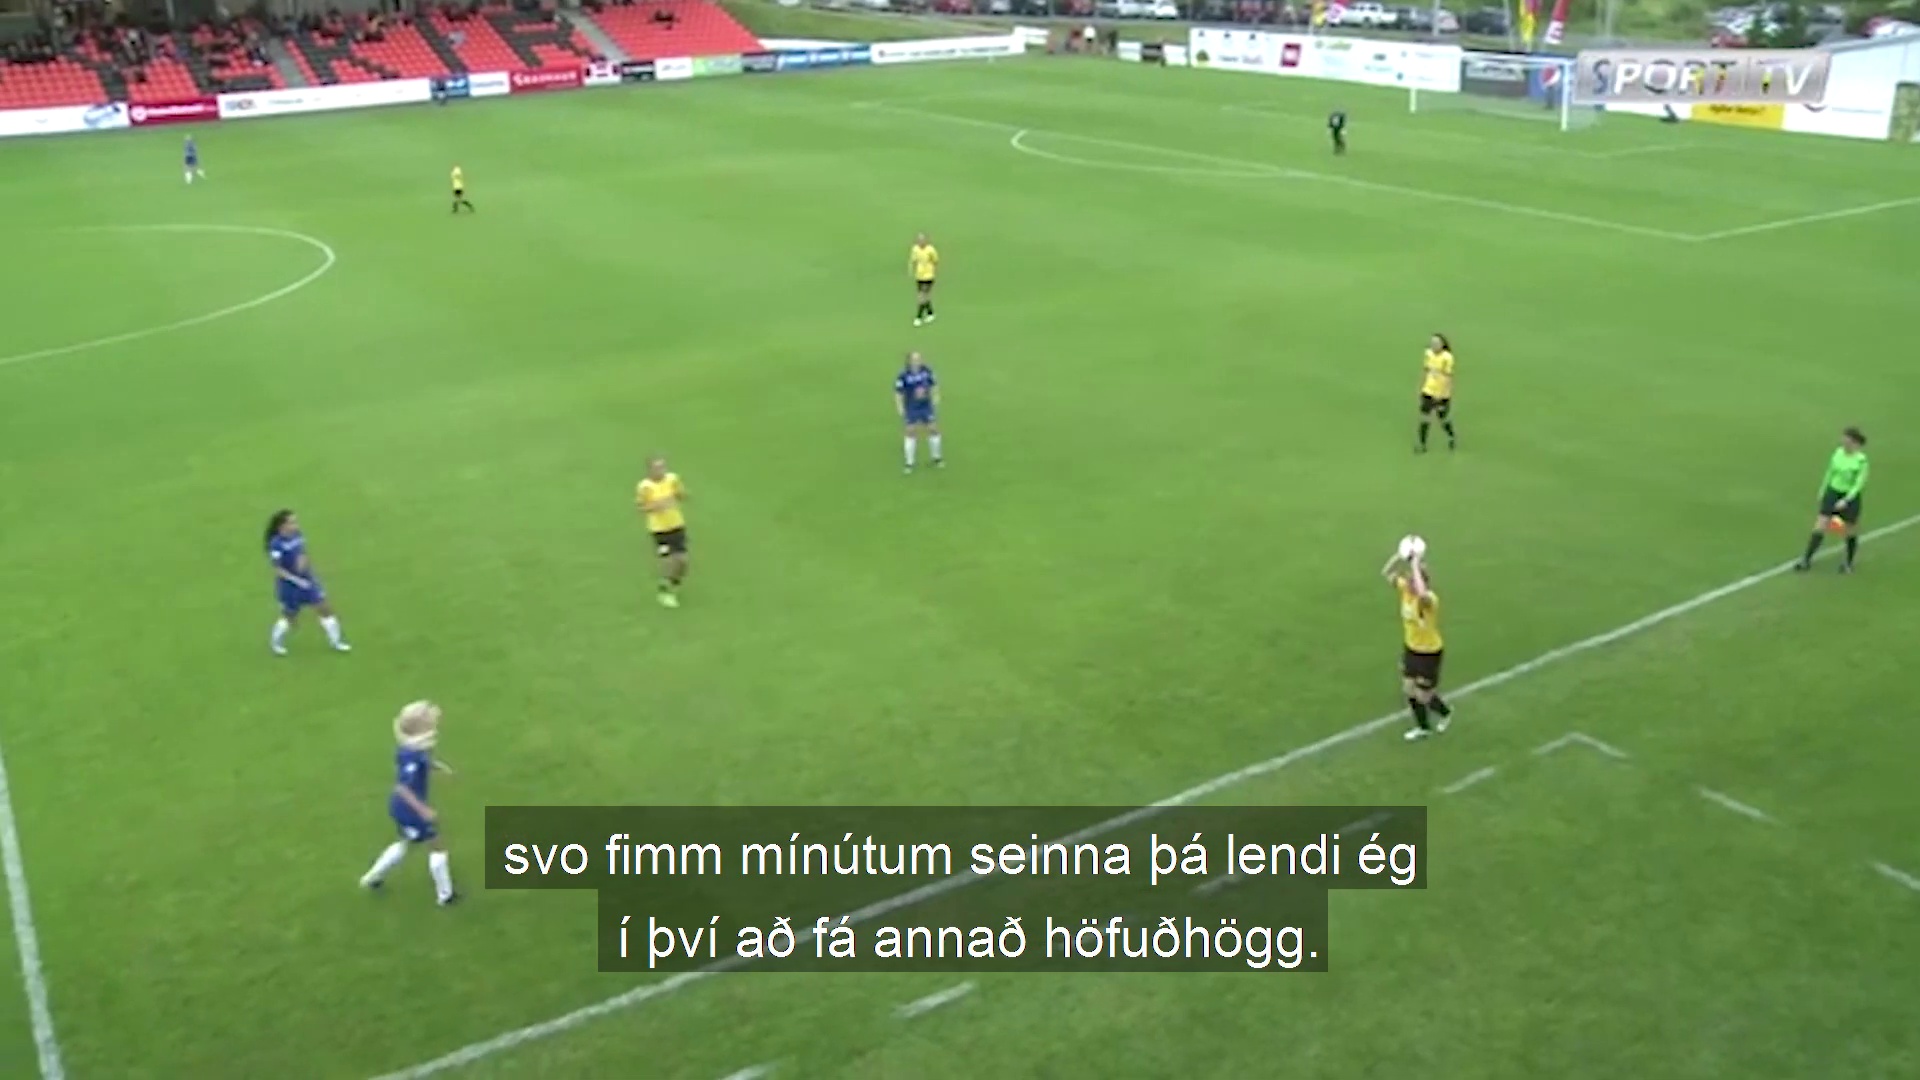 SPORT TV
svo fimm mínútum seinna þá lendi ég
í því að fá annað höfuðhögg.